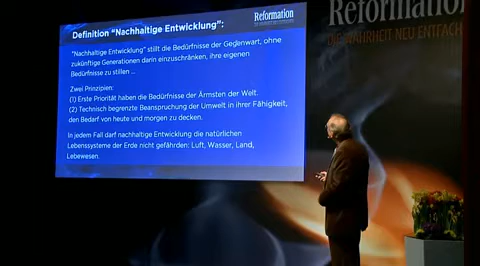 Definition "Nachhaltige Entwicklung":
Reformation
"Nachhaltige Entwicklung" stillt die Bedürfnisse der Gegenwart, ohne
zukünftige Generationen darin einzuschränken, ihre eigenen
Bedürfnisse zu stillen ...
Zwei Prinzipien:
(1) Erste Priorität haben die Bedürfnisse der Ärmsten der Welt.
(2) Technisch begrenzte Beanspruchung der Umwelt in ihrer Fähigkeit,
den Bedarf von heute und morgen zu decken.
In jedem Fall darf nachhaltige Entwicklung die natürlichen
Lebenssysteme der Erde nicht gefährden: Luft, Wasser, Land,
Lebewesen.
Reformation
DIE WAHRHEIT NEU ENTFACH